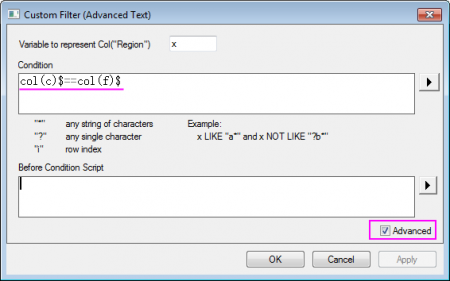 Custom Filter (Advanced Text)
Variable to represent Col("Region") x
Condition
col(c)$==col(f)$
"*" any string of characters Example:
"?" any single character x LIKE "a*" and x NOT LIKE "?b*"
"i" row index
Before Condition Script
Advanced
OK Cancel Apply